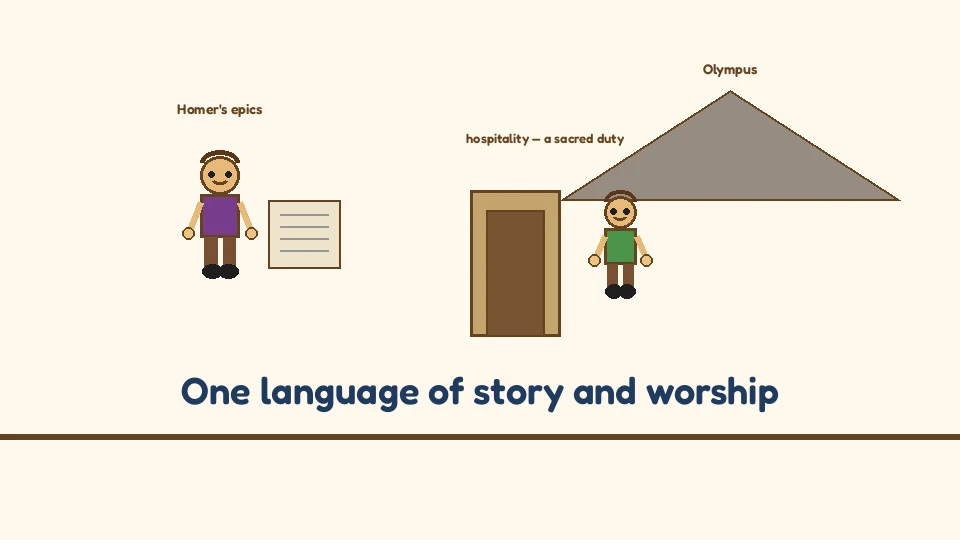 Olympus
Homer's epics
hospitality — a sacred duty
One language of story and worship